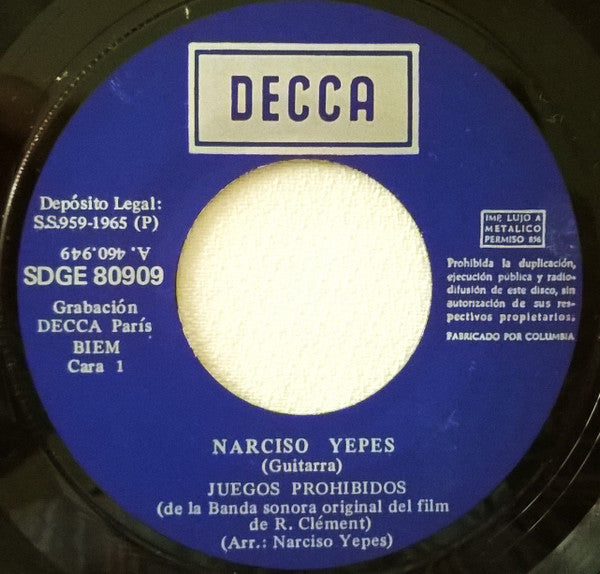 DECCA
Depósito Legal:
S.S.959-1965 (P)
A. 460.949
SDGE 80909
Grabación
DECCA París
BIEM
Cara 1
IMP. LUJO A
METALICO
PERMISO 856
Prohibida la duplicación,
ejecución pública y radio-
difusión de este disco, sin
autorización de sus res-
pectivos propietarios.
FABRICADO POR COLUMBIA
NARCISO YEPES
(Guitarra)
JUEGOS PROHIBIDOS
(de la Banda sonora original del film
de R. Clément)
(Arr.: Narciso Yepes)